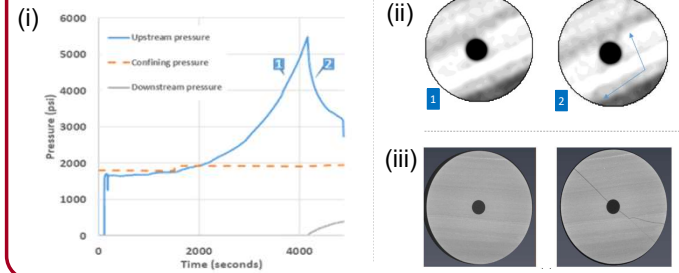 (i)
6000
5000
4000
3000
2000
1000
0
Pressure (psi)
Upstream pressure
Confining pressure
Downstream pressure
1
2
0
2000
4000
Time (seconds)
(ii)
1
2
(iii)